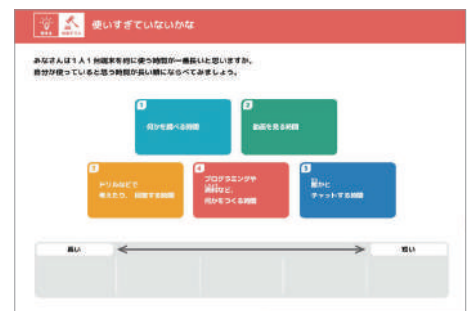 使いすぎていないかな
みなさんは1人1台端末を何に使う時間が一番長いと思いますか。
自分が使っていると思う時間が長い順にならべてみましょう。
1
何かを調べる時間
2
動画を見る時間
3
ドリルなどで
考えたり、回答する時間
4
プログラミングや
資料など、
何かをつくる時間
5
誰かと
チャットする時間
長い
短い